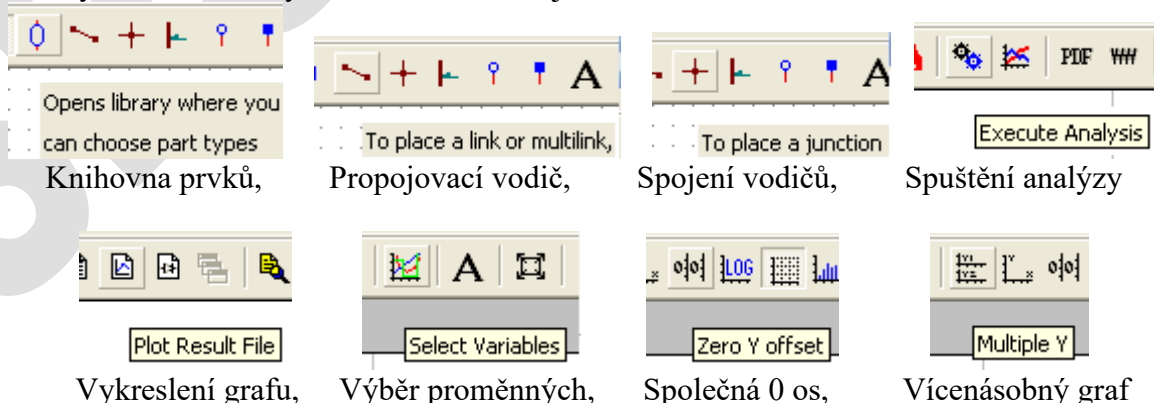 Opens library where you
can choose part types
To place a link or multilink,
To place a junction
Execute Analysis
A
A
PDF
Knihovna prvků,
Propojovací vodič,
Spojení vodičů,
Spuštění analýzy
Plot Result File
Select Variables
Zero Y offset
Multiple Y
A
LOG
Vykreslení grafu,
Výběr proměnných,
Společná 0 os,
Vícenásobný graf